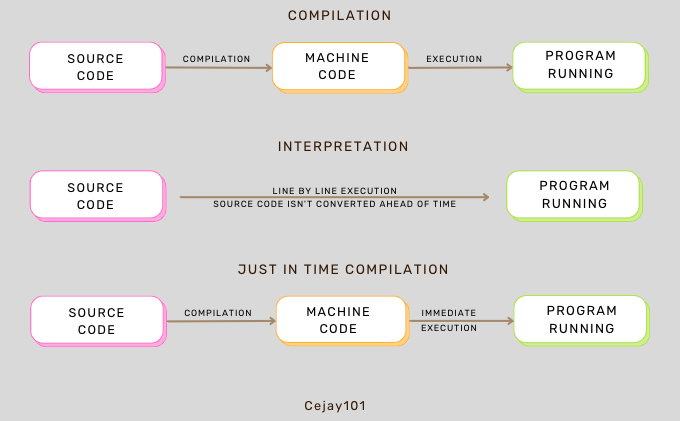 COMPILATION
SOURCE
CODE
COMPILATION
MACHINE
CODE
EXECUTION
PROGRAM
RUNNING
INTERPRETATION
SOURCE
CODE
LINE BY LINE EXECUTION
SOURCE CODE ISN'T CONVERTED AHEAD OF TIME
PROGRAM
RUNNING
JUST IN TIME COMPILATION
SOURCE
CODE
COMPILATION
MACHINE
CODE
IMMEDIATE
EXECUTION
PROGRAM
RUNNING
Cejay101